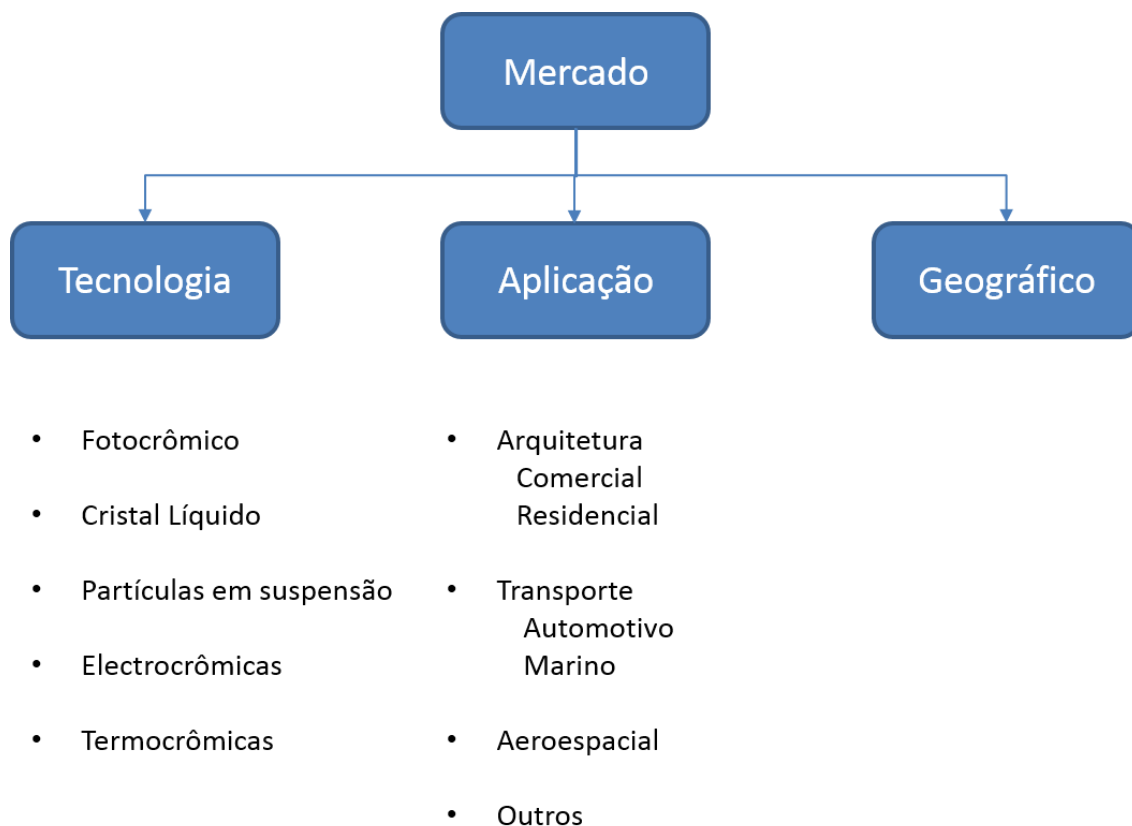 Mercado
Tecnologia
Aplicação
Geográfico
• Fotocrômico
• Cristal Líquido
• Partículas em suspensão
• Electrocrômicas
• Termocrômicas
• Arquitetura
Comercial
Residencial
• Transporte
Automotivo
Marino
• Aeroespacial
• Outros